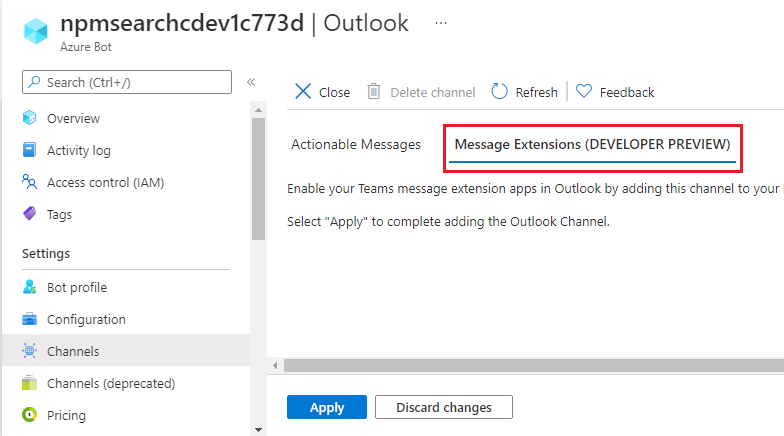 npmsearchcdev1c773d | Outlook ...
Azure Bot
Search (Ctrl+/) «
Overview
Activity log
Access control (IAM)
Tags
Settings
Bot profile
Configuration
Channels
Channels (deprecated)
Pricing
Close Delete channel Refresh Feedback
Actionable Messages Message Extensions (DEVELOPER PREVIEW)
Enable your Teams message extension apps in Outlook by adding this channel to your
Select "Apply" to complete adding the Outlook Channel.
Apply Discard changes